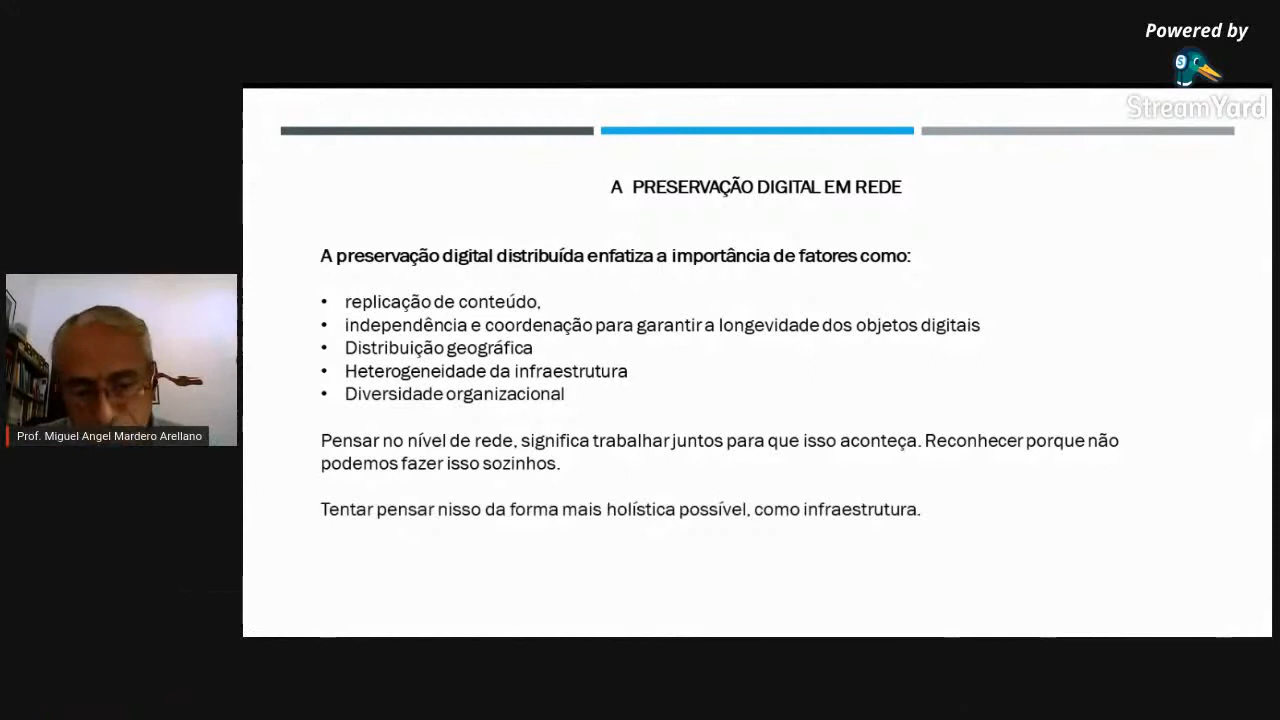 Powered by
StreamYard
A PRESERVAÇÃO DIGITAL EM REDE
A preservação digital distribuída enfatiza a importância de fatores como:
• replicação de conteúdo,
• independência e coordenação para garantir a longevidade dos objetos digitais
• Distribuição geográfica
• Heterogeneidade da infraestrutura
• Diversidade organizacional
Pensar no nível de rede, significa trabalhar juntos para que isso aconteça. Reconhecer porque não
podemos fazer isso sozinhos.
Tentar pensar nisso da forma mais holística possível, como infraestrutura.
Prof. Miguel Angel Mardero Arellano